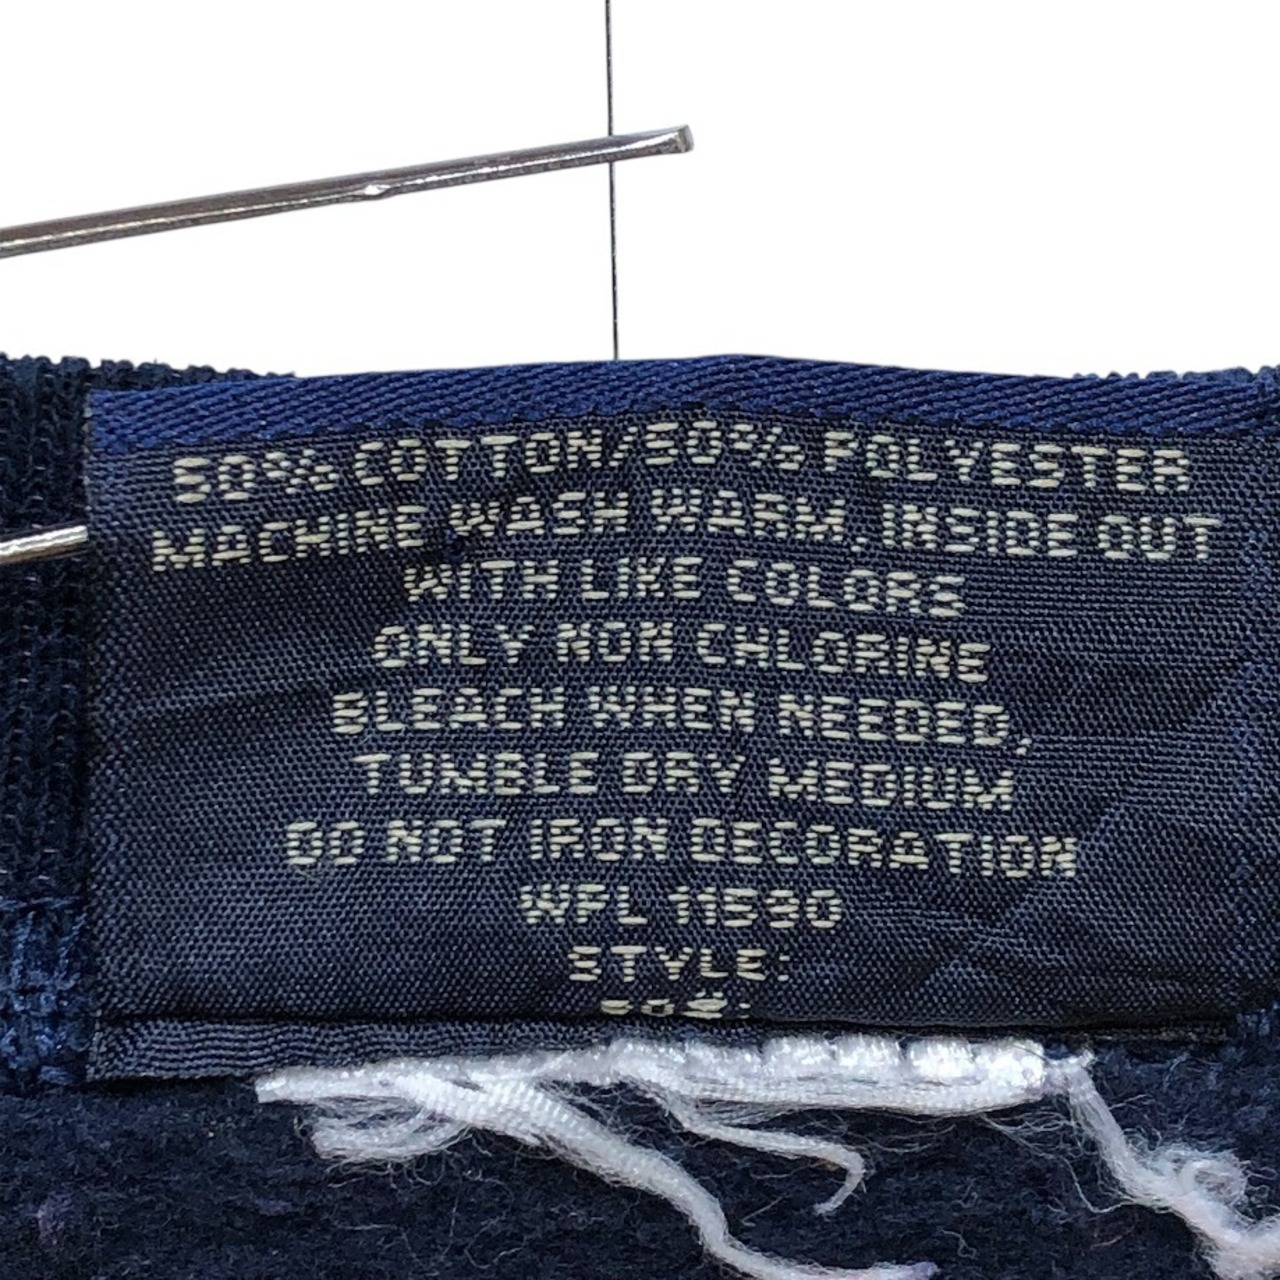 50% COTTON/50% POLYESTER
MACHINE WASH WARM, INSIDE OUT
WITH LIKE COLORS
ONLY NON CHLORINE
BLEACH WHEN NEEDED,
TUMBLE DRY MEDIUM
DO NOT IRON DECORATION
WPL 11590
STYLE: